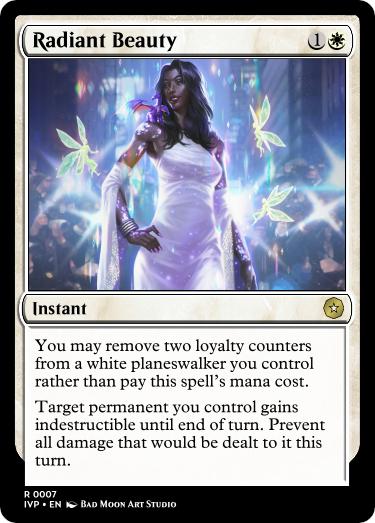 Radiant Beauty 1
Instant
You may remove two loyalty counters
from a white planeswalker you control
rather than pay this spell's mana cost.
Target permanent you control gains
indestructible until end of turn. Prevent
all damage that would be dealt to it this
turn.
R 0007
IVP • EN BAD MOON ART STUDIO